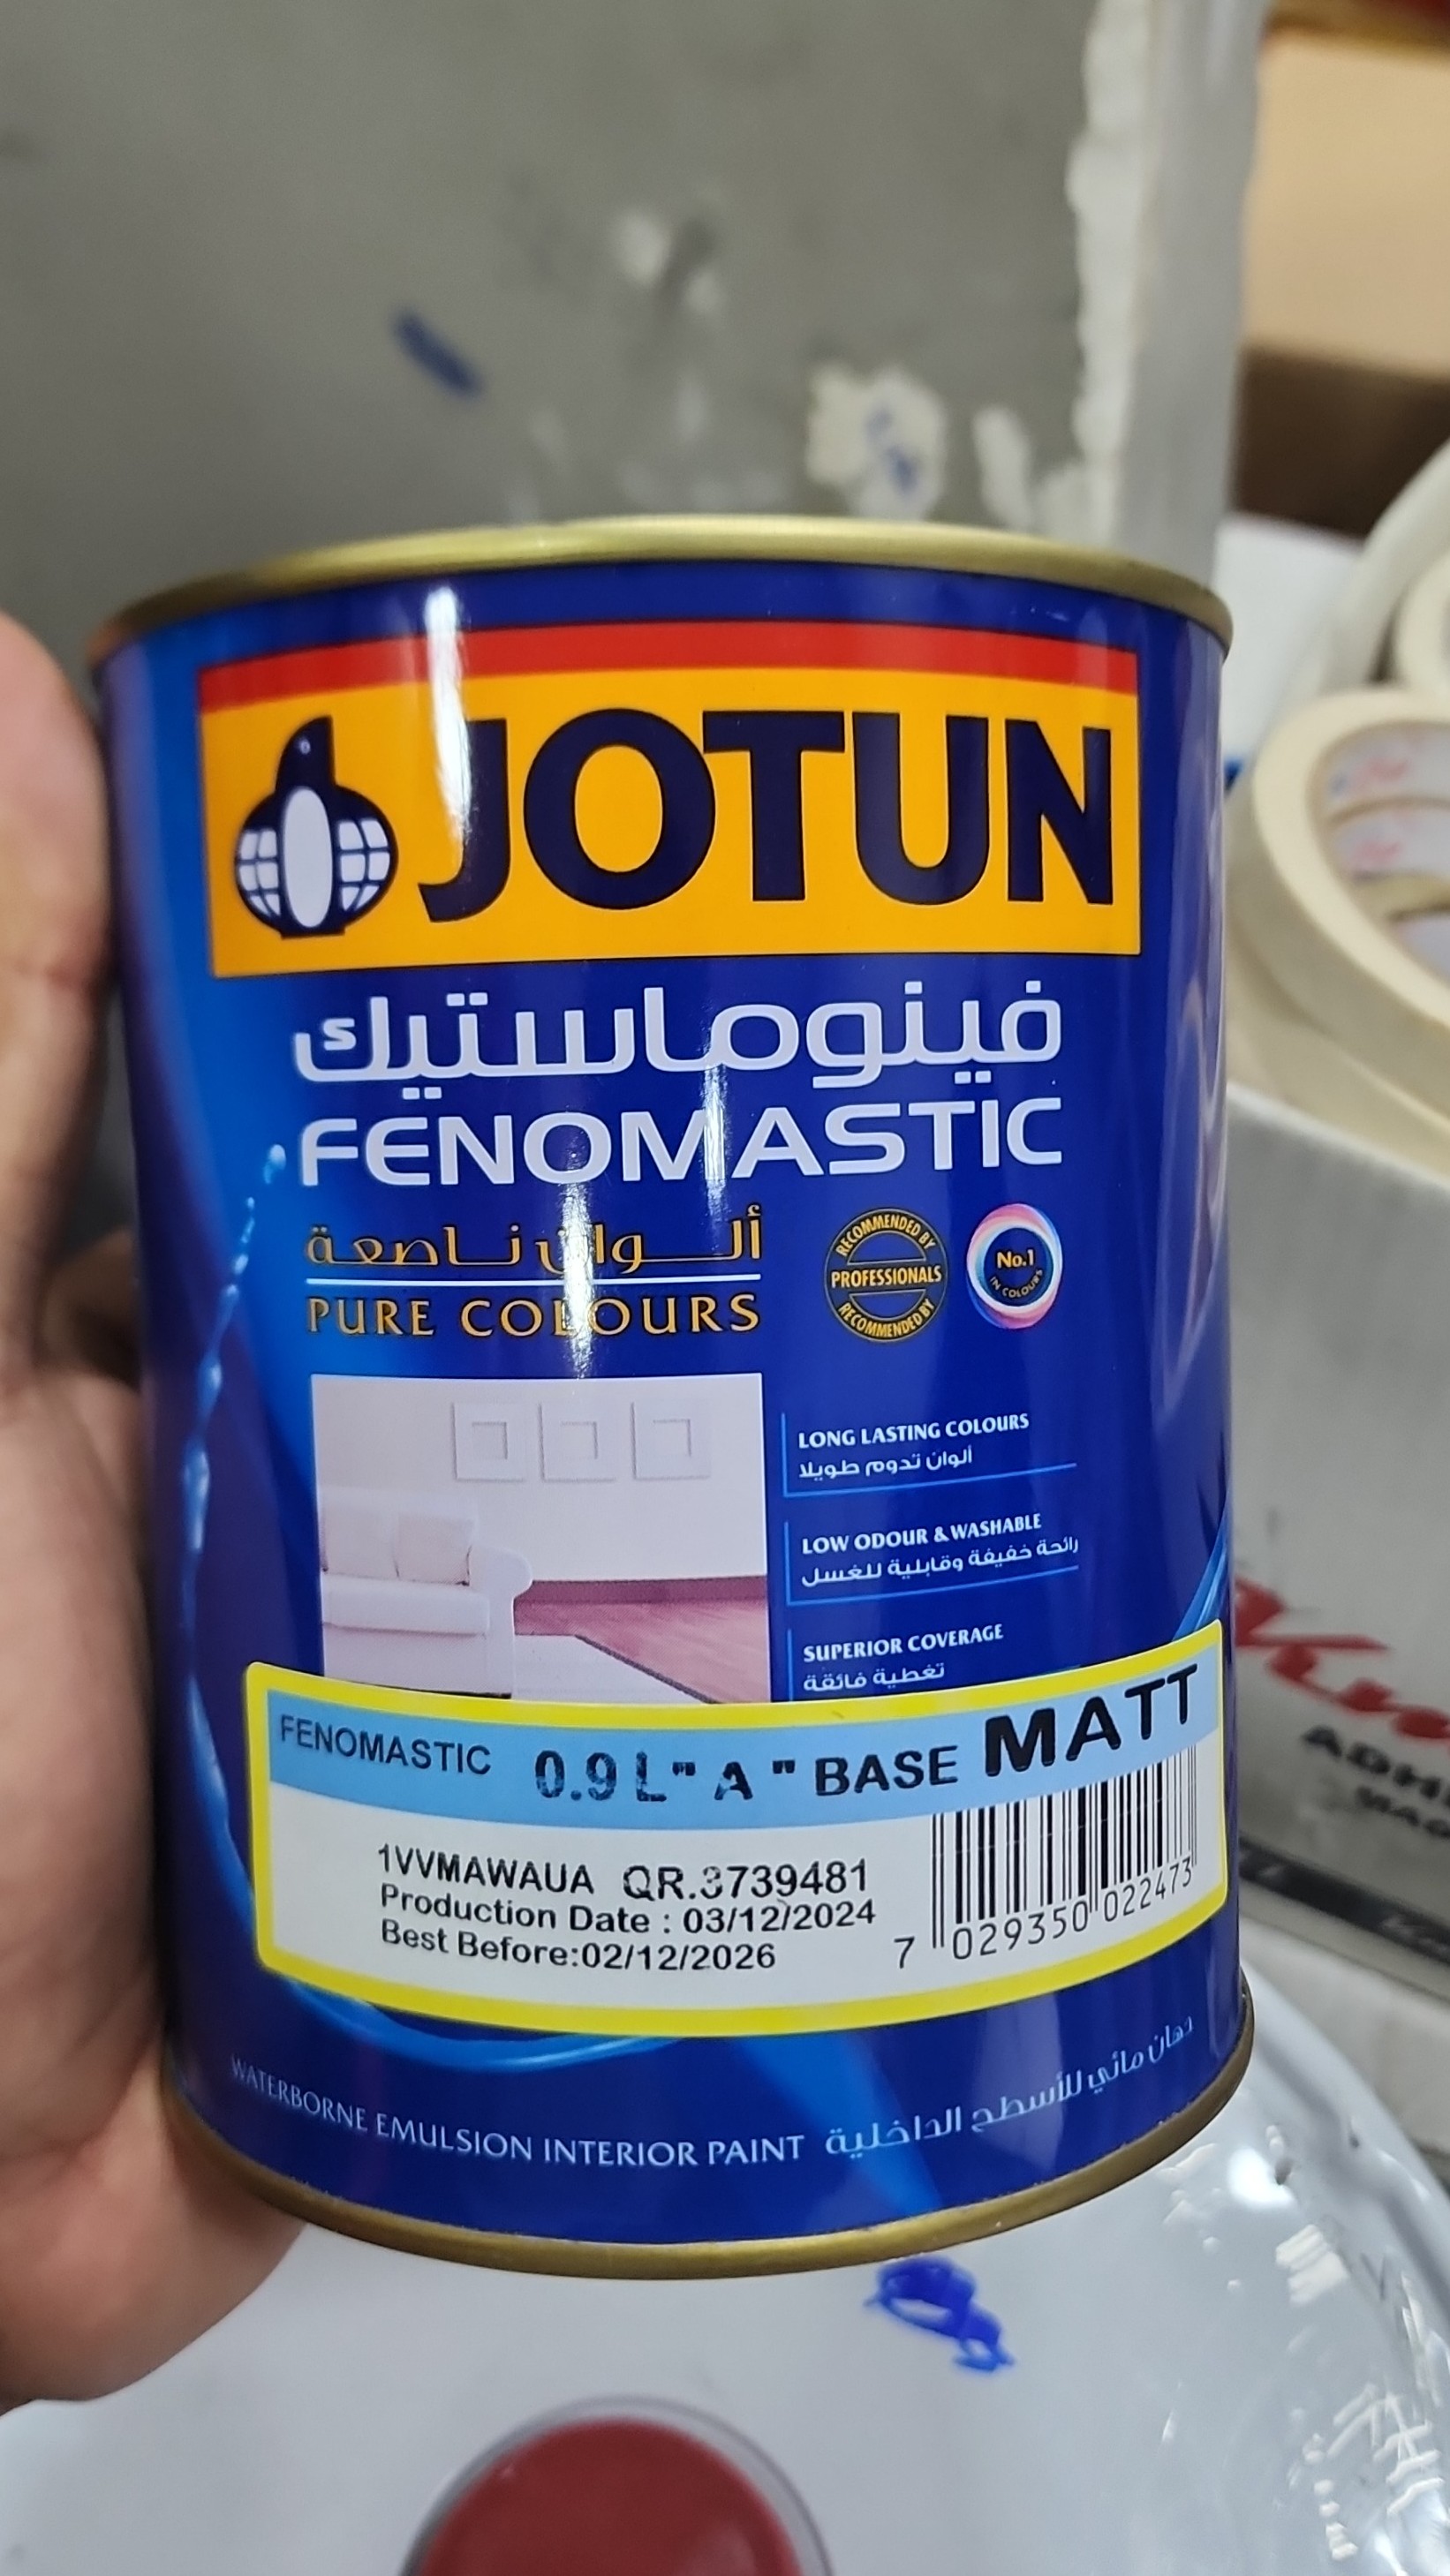 JOTUN
فينوماستيك
FENOMASTIC
ألوان ناصعة
PURE COLOURS
RECOMMENDED BY
PROFESSIONALS
RECOMMENDED BY
No.1
IN COLOURS
LONG LASTING COLOURS
ألوان تدوم طويلا
LOW ODOUR & WASHABLE
رائحة خفيفة وقابلية للغسل
SUPERIOR COVERAGE
تغطية فائقة
FENOMASTIC 0.9L "A" BASE MATT
1VVMAWAUA QR.3739481
Production Date : 03/12/2024
Best Before:02/12/2026
7 029350 022473
WATERBORNE EMULSION INTERIOR PAINT دهان مائي للأسطح الداخلية